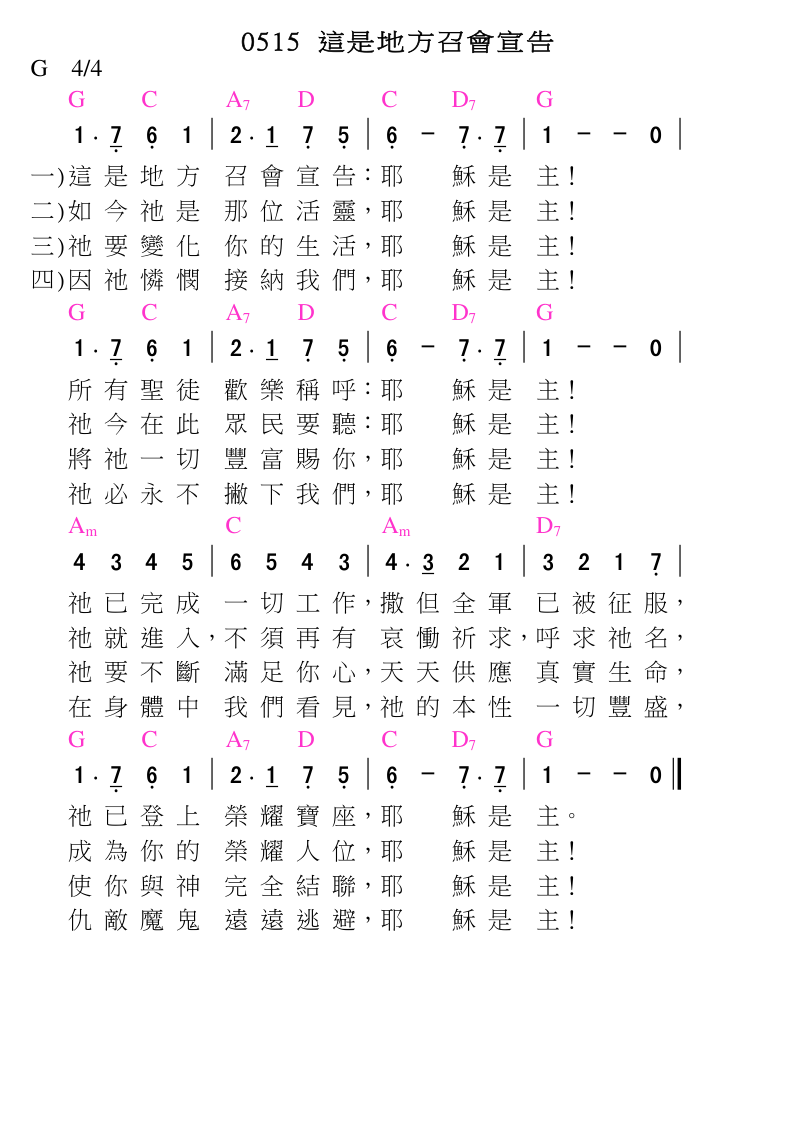 0515 這是地方召會宣告
G 4/4
G C A7 D C D7 G
1 . 7 6 1 | 2 . 1 7 5 | 6 − 7 . 7 | 1 − − 0 |
一)這是地方 召會宣告：耶 穌是 主！
二)如今祂是 那位活靈，耶 穌是 主！
三)祂要變化 你的生活，耶 穌是 主！
四)因祂憐憫 接納我們，耶 穌是 主！
G C A7 D C D7 G
1 . 7 6 1 | 2 . 1 7 5 | 6 − 7 . 7 | 1 − − 0 |
所有聖徒 歡樂稱呼：耶 穌是 主！
祂今在此 眾民要聽：耶 穌是 主！
將祂一切 豐富賜你，耶 穌是 主！
祂必永不 撇下我們，耶 穌是 主！
Am C Am D7
4 3 4 5 | 6 5 4 3 | 4 . 3 2 1 | 3 2 1 7 |
祂已完成 一切工作，撒但全軍 已被征服，
祂就進入，不須再有 哀慟祈求，呼求祂名，
祂要不斷 滿足你心，天天供應 真實生命，
在身體中 我們看見，祂的本性 一切豐盛，
G C A7 D C D7 G
1 . 7 6 1 | 2 . 1 7 5 | 6 − 7 . 7 | 1 − − 0 ‖
祂已登上 榮耀寶座，耶 穌是 主。
成為你的 榮耀人位，耶 穌是 主！
使你與神 完全結聯，耶 穌是 主！
仇敵魔鬼 遠遠逃避，耶 穌是 主！